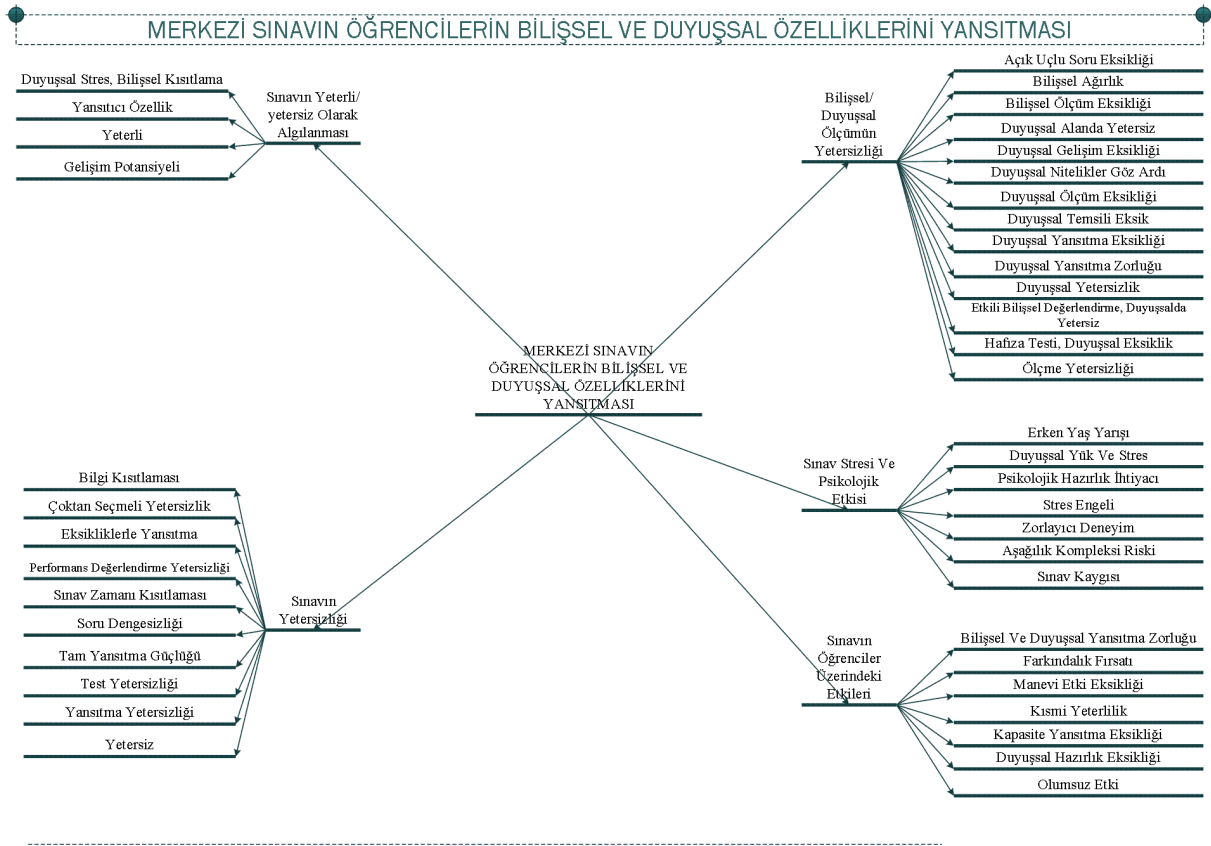 MERKEZİ SINAVIN ÖĞRENCİLERİN BİLİŞSEL VE DUYUŞSAL ÖZELLİKLERİNİ YANSITMASI
Duyuşsal Stres, Bilişsel Kısıtlama
Yansıtıcı Özellik
Yeterli
Gelişim Potansiyeli
Sınavın Yeterli/
yetersiz Olarak
Algılanması
Bilişsel/
Duyuşsal
Ölçümün
Yetersizliği
Açık Uçlu Soru Eksikliği
Bilişsel Ağırlık
Bilişsel Ölçüm Eksikliği
Duyuşsal Alanda Yetersiz
Duyuşsal Gelişim Eksikliği
Duyuşsal Nitelikler Göz Ardı
Duyuşsal Ölçüm Eksikliği
Duyuşsal Temsili Eksik
Duyuşsal Yansıtma Eksikliği
Duyuşsal Yansıtma Zorluğu
Duyuşsal Yetersizlik
Etkili Bilişsel Değerlendirme, Duyuşsalda
Yetersiz
Hafıza Testi, Duyuşsal Eksiklik
Ölçme Yetersizliği
MERKEZİ SINAVIN
ÖĞRENCİLERİN BİLİŞSEL VE
DUYUŞSAL ÖZELLİKLERİNİ
YANSITMASI
Bilgi Kısıtlaması
Çoktan Seçmeli Yetersizlik
Eksikliklerle Yansıtma
Performans Değerlendirme Yetersizliği
Sınav Zamanı Kısıtlaması
Soru Dengesizliği
Tam Yansıtma Güçlüğü
Test Yetersizliği
Yansıtma Yetersizliği
Yetersiz
Sınavın
Yetersizliği
Sınav Stresi Ve
Psikolojik
Etkisi
Erken Yaş Yarışı
Duyuşsal Yük Ve Stres
Psikolojik Hazırlık İhtiyacı
Stres Engeli
Zorlayıcı Deneyim
Aşağılık Kompleksi Riski
Sınav Kaygısı
Sınavın
Öğrenciler
Üzerindeki
Etkileri
Bilişsel Ve Duyuşsal Yansıtma Zorluğu
Farkındalık Fırsatı
Manevi Etki Eksikliği
Kısmi Yeterlilik
Kapasite Yansıtma Eksikliği
Duyuşsal Hazırlık Eksikliği
Olumsuz Etki